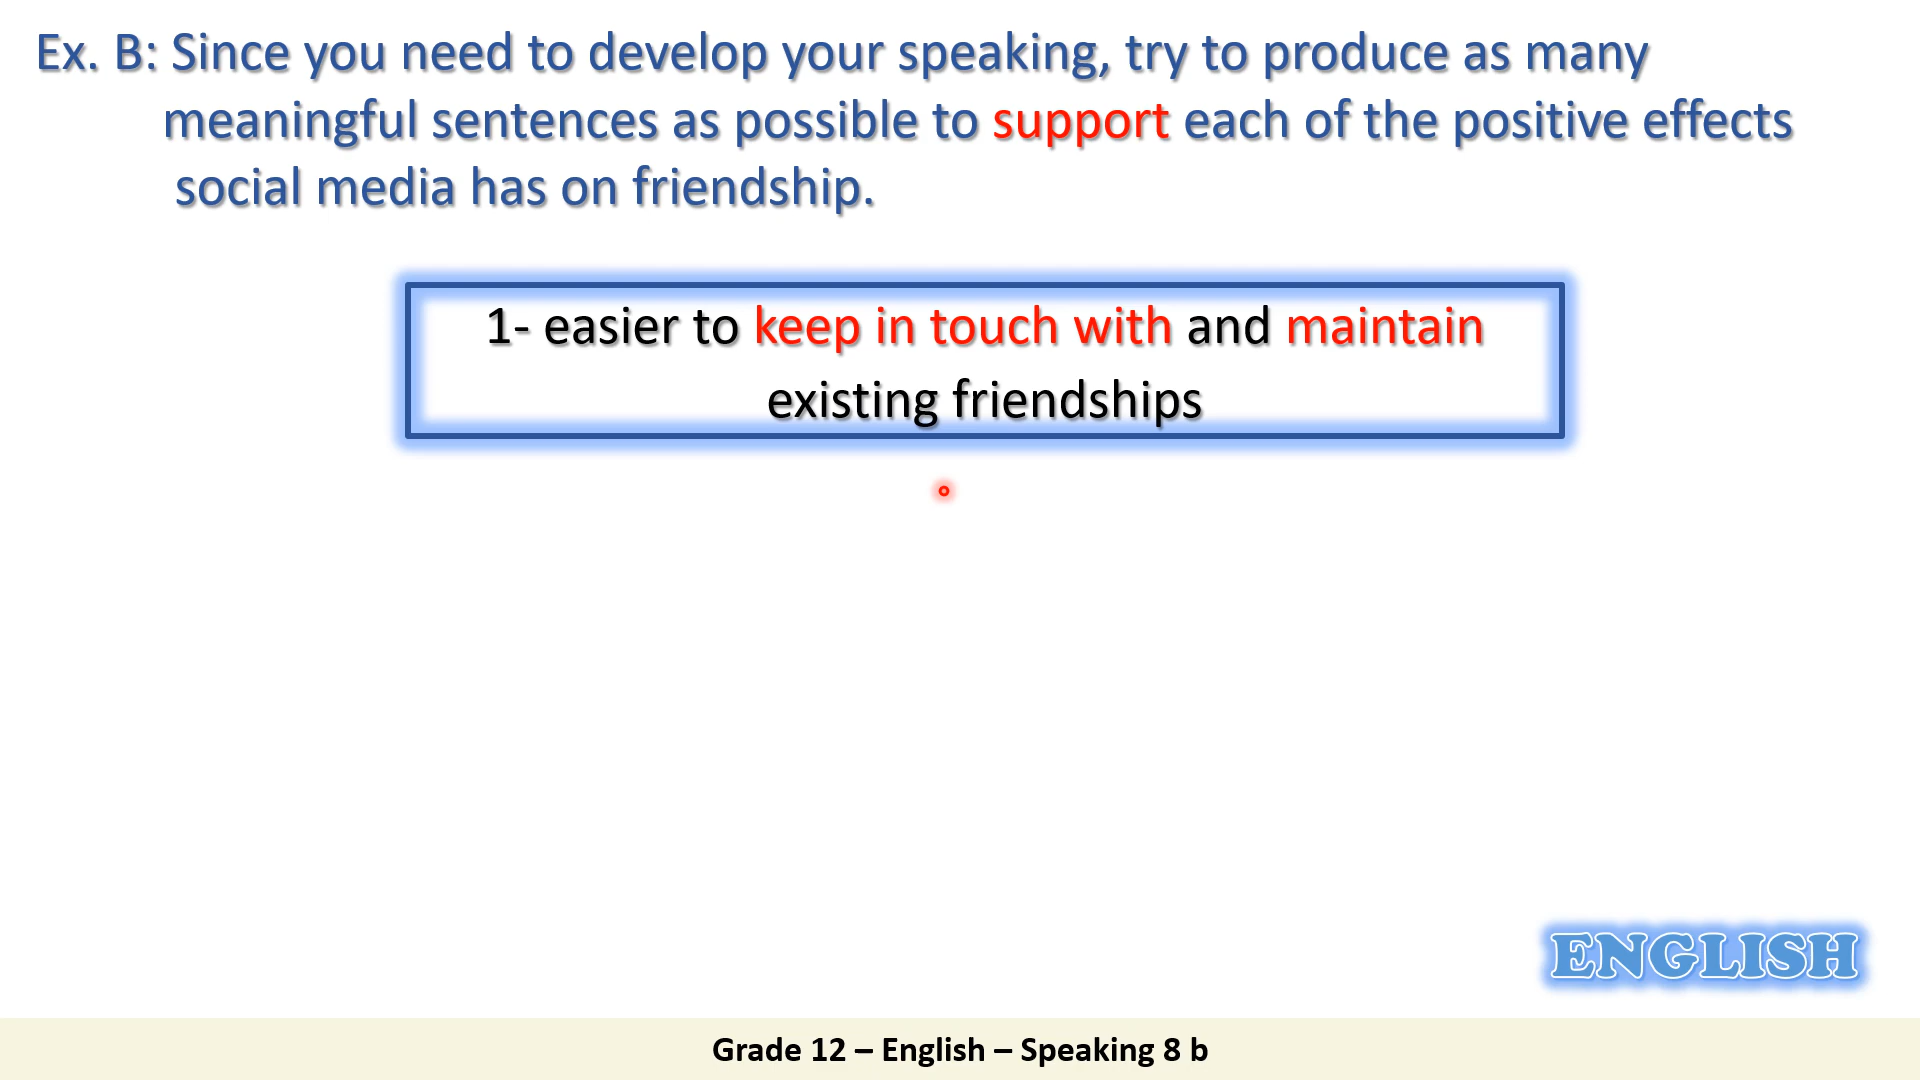 Ex. B: Since you need to develop your speaking, try to produce as many
meaningful sentences as possible to support each of the positive effects
social media has on friendship.
1- easier to keep in touch with and maintain
existing friendships
ENGLISH
Grade 12 – English – Speaking 8 b